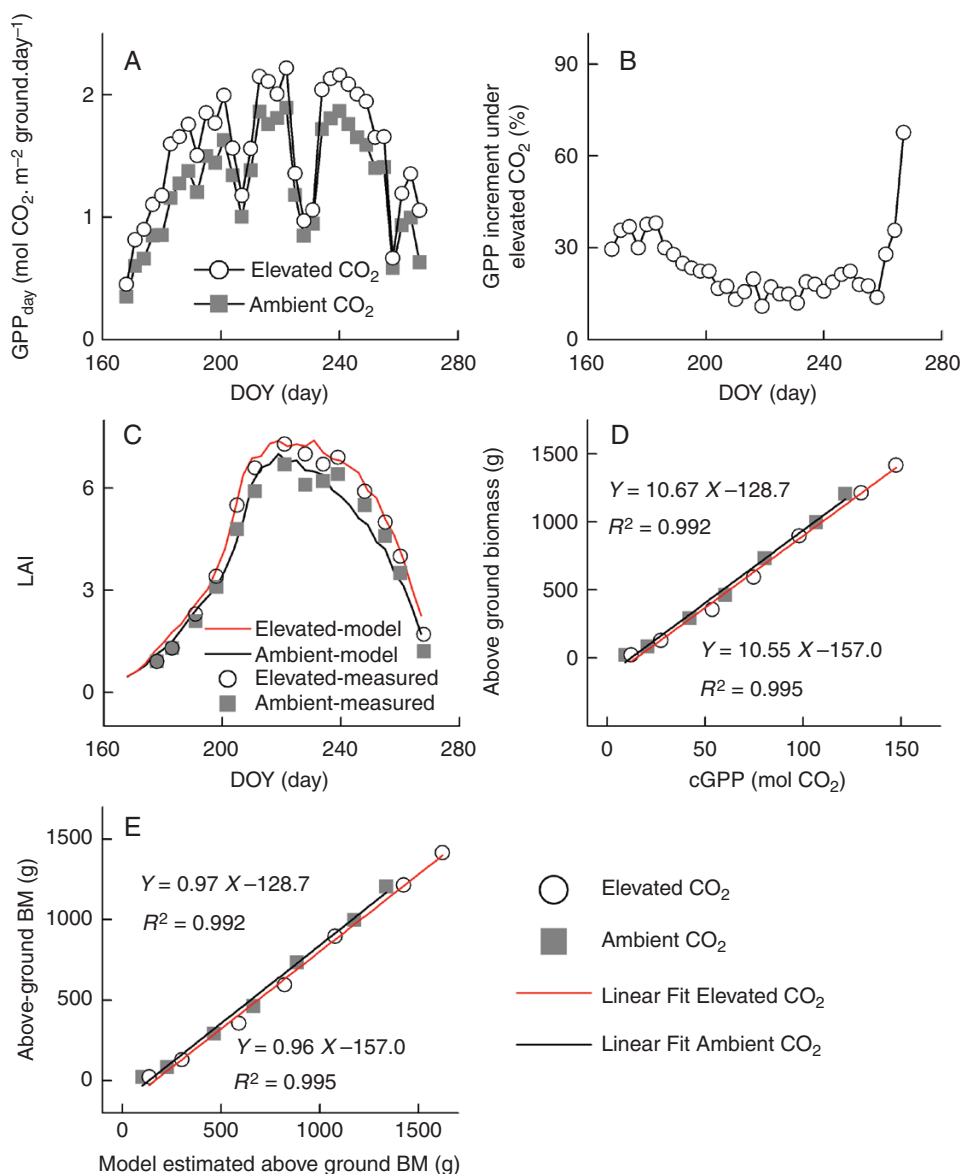 A
GPPday (mol CO₂. m⁻² ground.day⁻¹)
2
1
0
Elevated CO₂
Ambient CO₂
160 200 240 280
DOY (day)
B
GPP increment under
elevated CO₂ (%)
90
60
30
0
160 200 240 280
DOY (day)
C
LAI
6
3
0
Elevated-model
Ambient-model
Elevated-measured
Ambient-measured
160 200 240 280
DOY (day)
D
Above ground biomass (g)
1500
1000
500
0
Y = 10.67 X –128.7
R² = 0.992
Y = 10.55 X –157.0
R² = 0.995
0 50 100 150
cGPP (mol CO₂)
E
Above-ground BM (g)
1500
1000
500
0
Y = 0.97 X –128.7
R² = 0.992
Y = 0.96 X –157.0
R² = 0.995
0 500 1000 1500
Model estimated above ground BM (g)
Elevated CO₂
Ambient CO₂
Linear Fit Elevated CO₂
Linear Fit Ambient CO₂